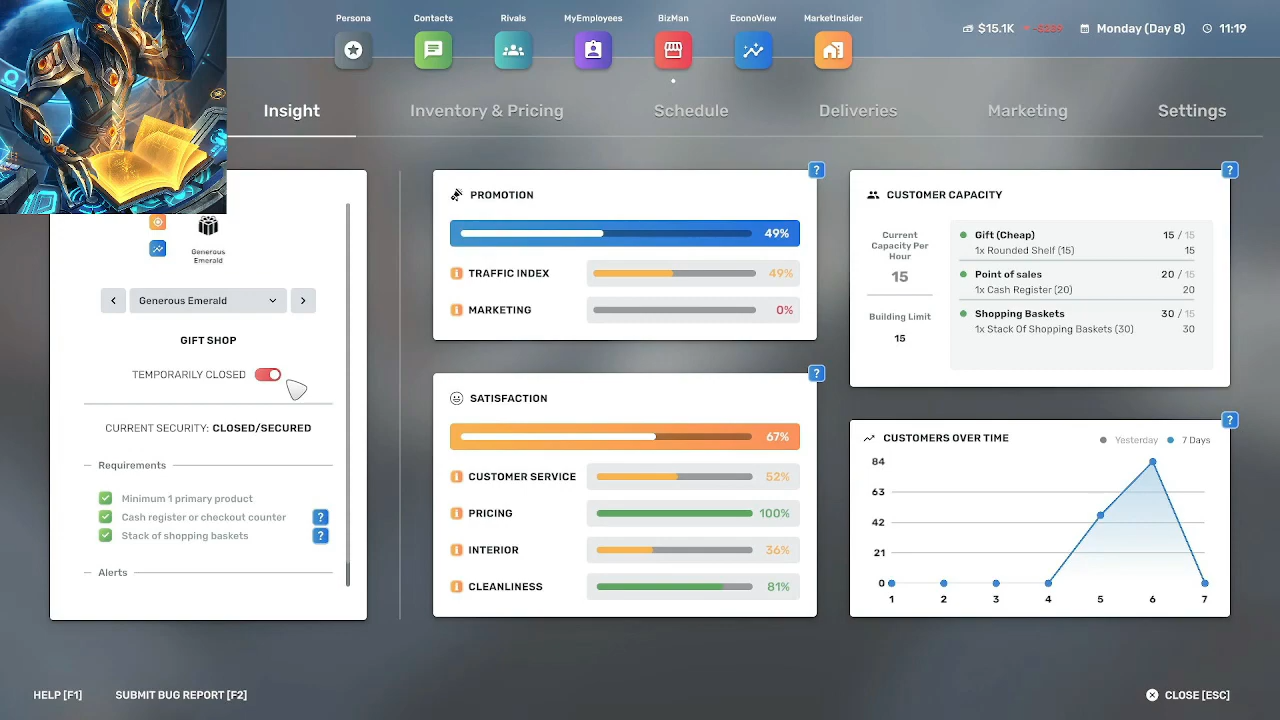 Persona
Contacts
Rivals
MyEmployees
BizMan
EconoView
MarketInsider
$15.1K
Monday (Day 8)
11:19
Insight
Inventory & Pricing
Schedule
Deliveries
Marketing
Settings
Generous
Emerald
Generous Emerald
GIFT SHOP
TEMPORARILY CLOSED
CURRENT SECURITY: CLOSED/SECURED
Requirements
Minimum 1 primary product
Cash register or checkout counter ?
Stack of shopping baskets ?
Alerts
?
PROMOTION
49%
TRAFFIC INDEX 49%
MARKETING 0%
?
SATISFACTION
67%
CUSTOMER SERVICE 52%
PRICING 100%
INTERIOR 36%
CLEANLINESS 81%
?
CUSTOMER CAPACITY
Current
Capacity Per
Hour
15
Building Limit
15
Gift (Cheap) 15 / 15
1x Rounded Shelf (15) 15
Point of sales 20 / 15
1x Cash Register (20) 20
Shopping Baskets 30 / 15
1x Stack Of Shopping Baskets (30) 30
?
CUSTOMERS OVER TIME
Yesterday 7 Days
84
63
42
21
0
1 2 3 4 5 6 7
HELP [F1]
SUBMIT BUG REPORT [F2]
CLOSE [ESC]